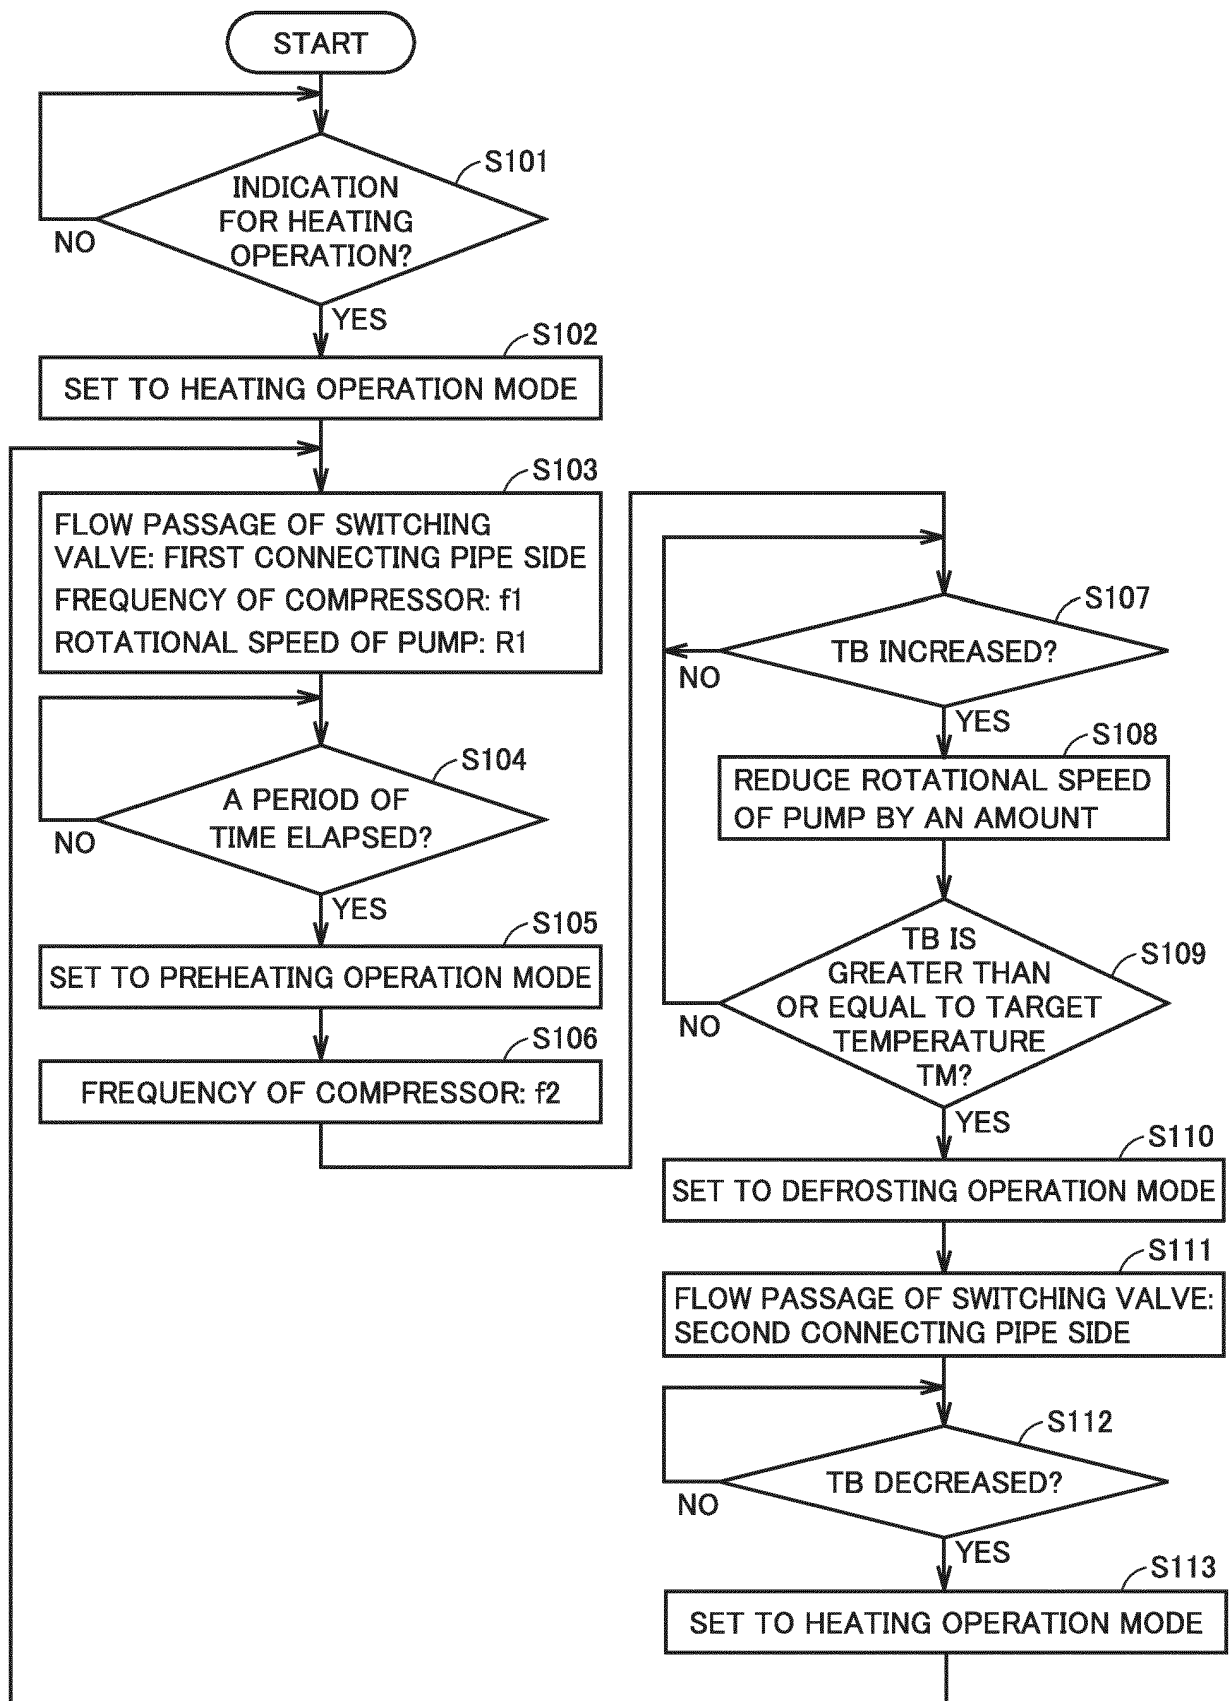 START
S101
INDICATION
FOR HEATING
OPERATION?
NO
YES
S102
SET TO HEATING OPERATION MODE
S103
FLOW PASSAGE OF SWITCHING
VALVE: FIRST CONNECTING PIPE SIDE
FREQUENCY OF COMPRESSOR: f1
ROTATIONAL SPEED OF PUMP: R1
S104
A PERIOD OF
TIME ELAPSED?
NO
YES
S105
SET TO PREHEATING OPERATION MODE
S106
FREQUENCY OF COMPRESSOR: f2
S107
TB INCREASED?
NO
YES
S108
REDUCE ROTATIONAL SPEED
OF PUMP BY AN AMOUNT
S109
TB IS
GREATER THAN
OR EQUAL TO TARGET
TEMPERATURE
TM?
NO
YES
S110
SET TO DEFROSTING OPERATION MODE
S111
FLOW PASSAGE OF SWITCHING VALVE:
SECOND CONNECTING PIPE SIDE
S112
TB DECREASED?
NO
YES
S113
SET TO HEATING OPERATION MODE